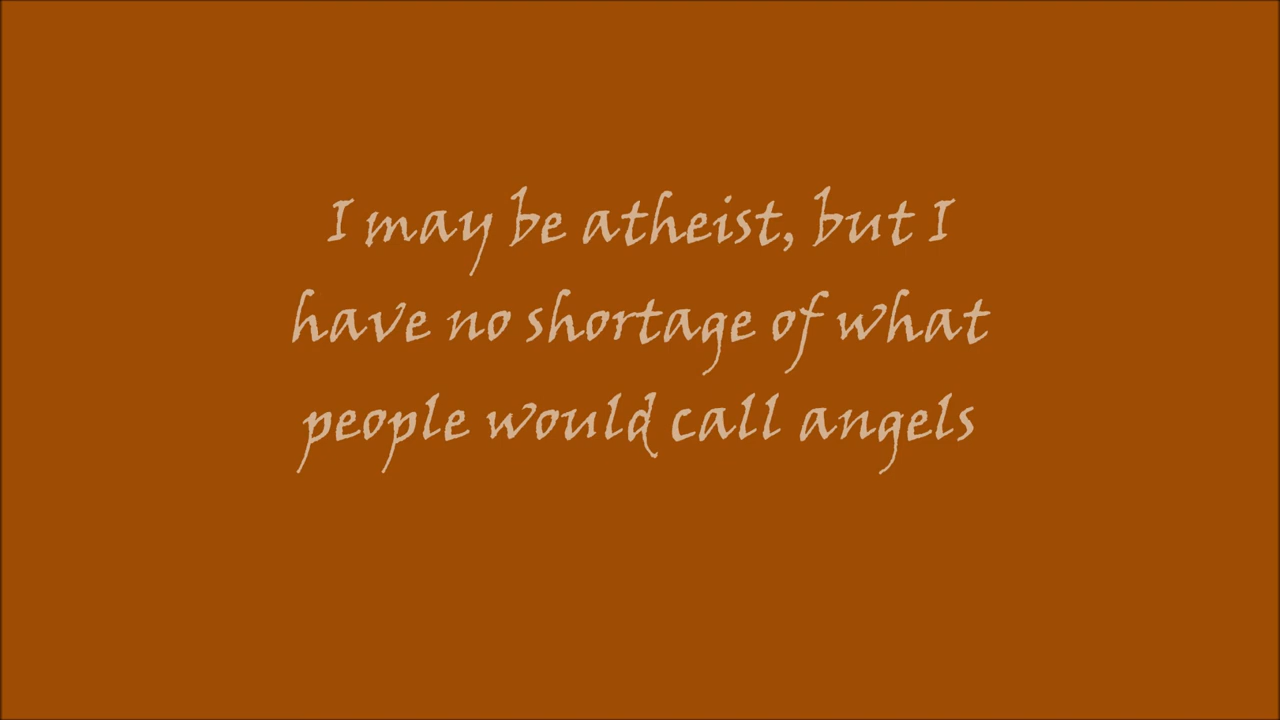 I may be atheist, but I
have no shortage of what
people would call angels